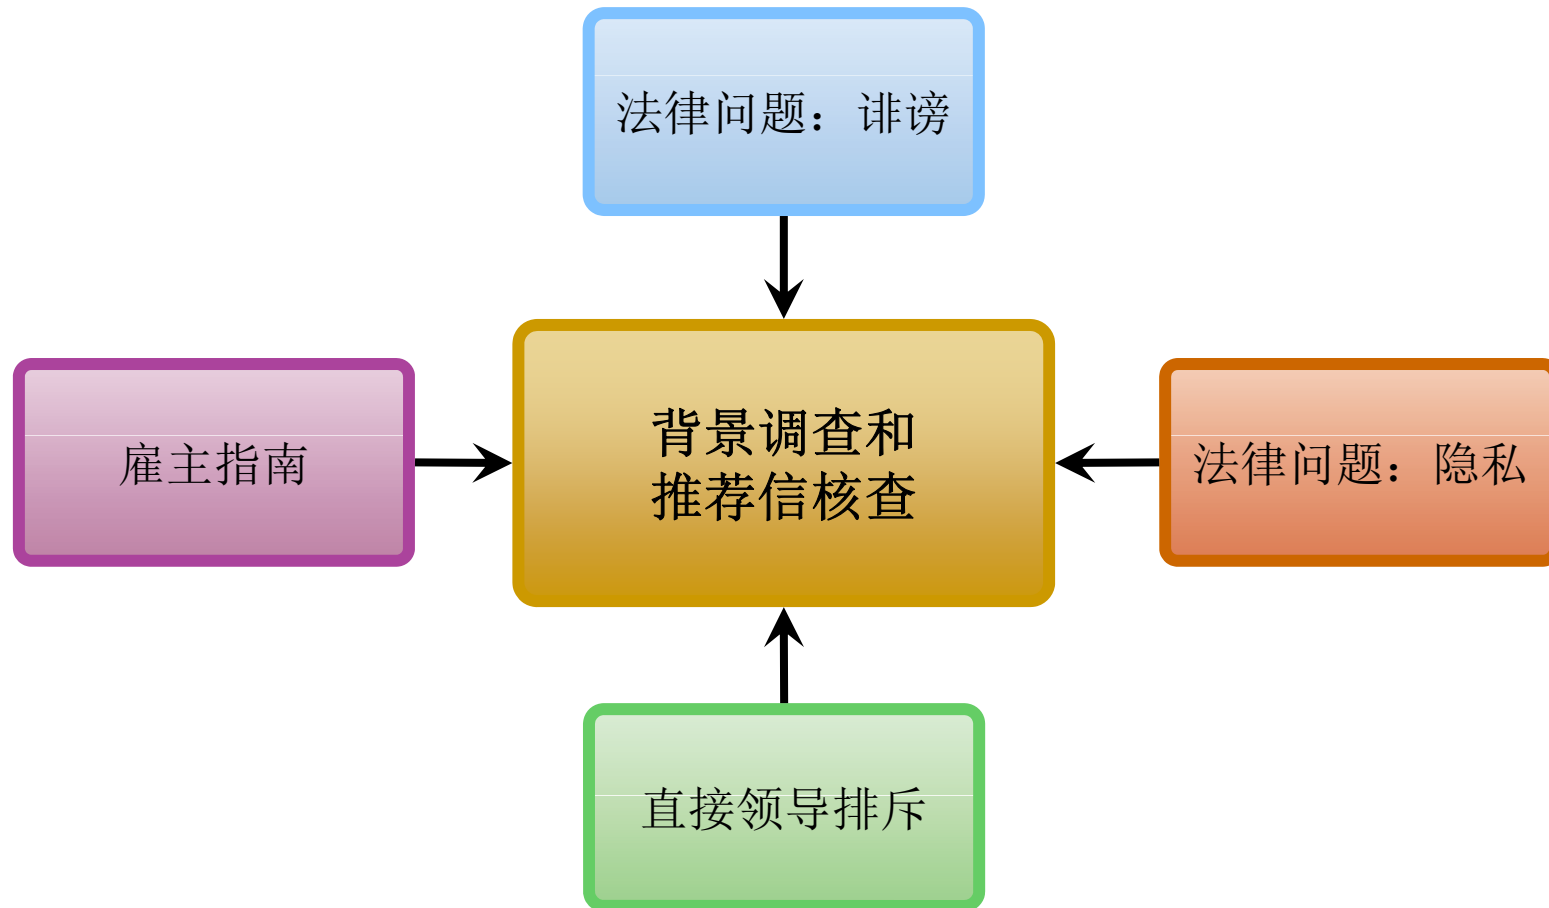 法律问题：诽谤
雇主指南
背景调查和
推荐信核查
法律问题：隐私
直接领导排斥